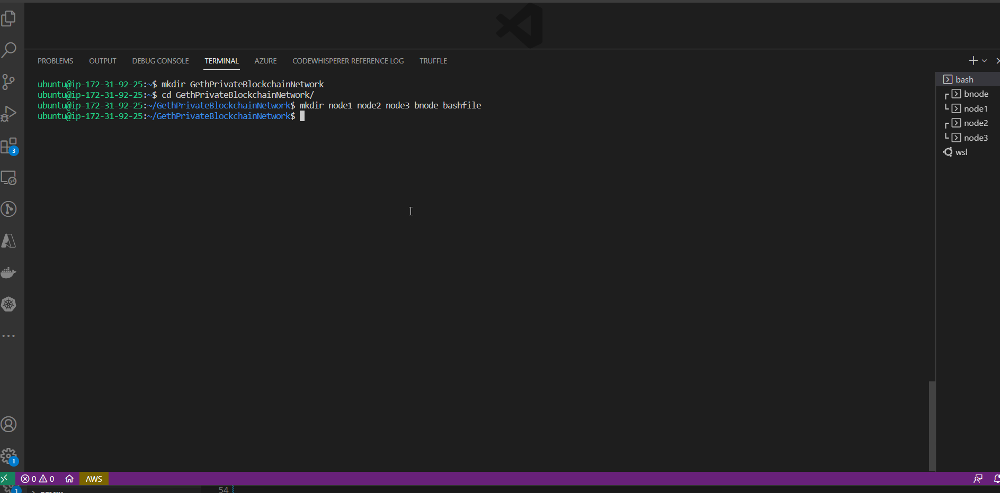 PROBLEMS OUTPUT DEBUG CONSOLE TERMINAL AZURE CODEWHISPERER REFERENCE LOG TRUFFLE
ubuntu@ip-172-31-92-25:~$ mkdir GethPrivateBlockchainNetwork
ubuntu@ip-172-31-92-25:~$ cd GethPrivateBlockchainNetwork/
ubuntu@ip-172-31-92-25:~/GethPrivateBlockchainNetwork$ mkdir node1 node2 node3 bnode bashfile
ubuntu@ip-172-31-92-25:~/GethPrivateBlockchainNetwork$
bash
bnode
node1
node2
node3
wsl
3
1
0 0 AWS
1
54